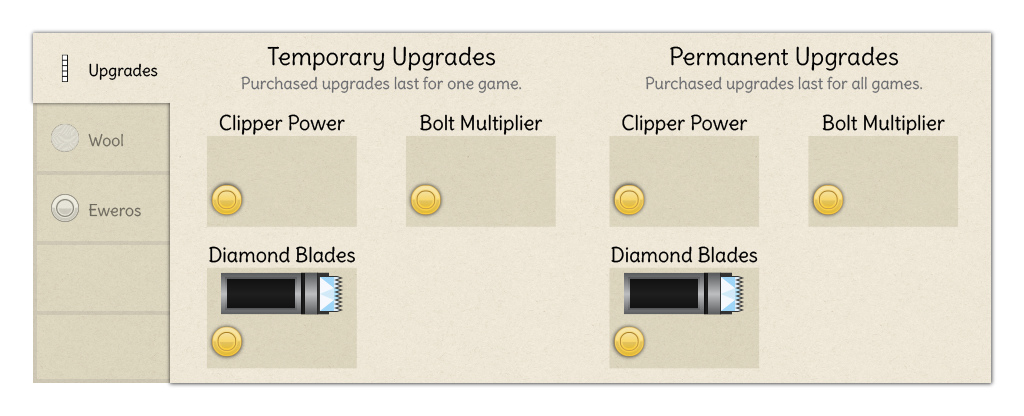 Upgrades
Wool
Eweros
Temporary Upgrades
Purchased upgrades last for one game.
Clipper Power
Bolt Multiplier
Diamond Blades
Permanent Upgrades
Purchased upgrades last for all games.
Clipper Power
Bolt Multiplier
Diamond Blades